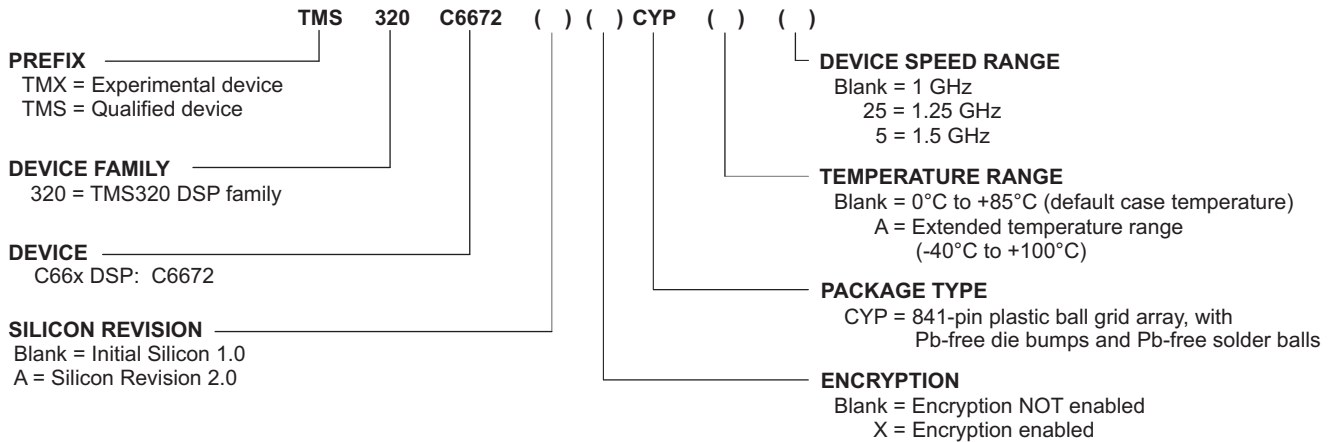 TMS 320 C6672 ( ) ( ) CYP ( ) ( )
PREFIX
TMX = Experimental device
TMS = Qualified device
DEVICE FAMILY
320 = TMS320 DSP family
DEVICE
C66x DSP: C6672
SILICON REVISION
Blank = Initial Silicon 1.0
A = Silicon Revision 2.0
DEVICE SPEED RANGE
Blank = 1 GHz
25 = 1.25 GHz
5 = 1.5 GHz
TEMPERATURE RANGE
Blank = 0°C to +85°C (default case temperature)
A = Extended temperature range
(-40°C to +100°C)
PACKAGE TYPE
CYP = 841-pin plastic ball grid array, with
Pb-free die bumps and Pb-free solder balls
ENCRYPTION
Blank = Encryption NOT enabled
X = Encryption enabled